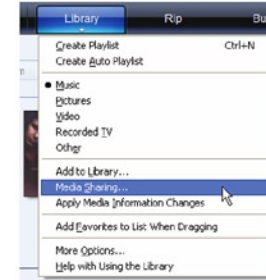 Library Rip Bu
Create Playlist Ctrl+N
Create Auto Playlist
Music
Pictures
Video
Recorded TV
Other
Add to Library...
Media Sharing...
Apply Media Information Changes
Add Favorites to List When Dragging
More Options...
Help with Using the Library